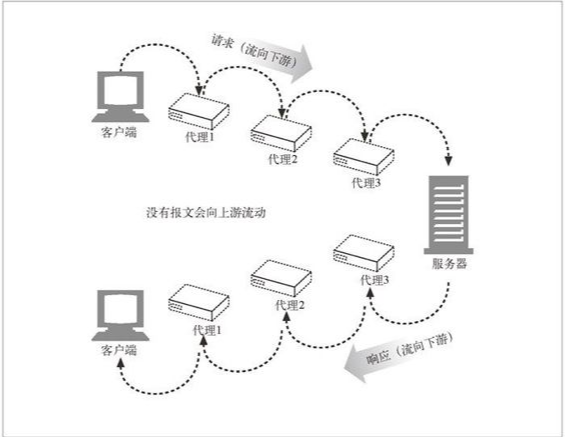 请求（流向下游）
客户端
代理1
代理2
代理3
没有报文会向上游流动
服务器
代理3
代理2
代理1
客户端
响应（流向下游）